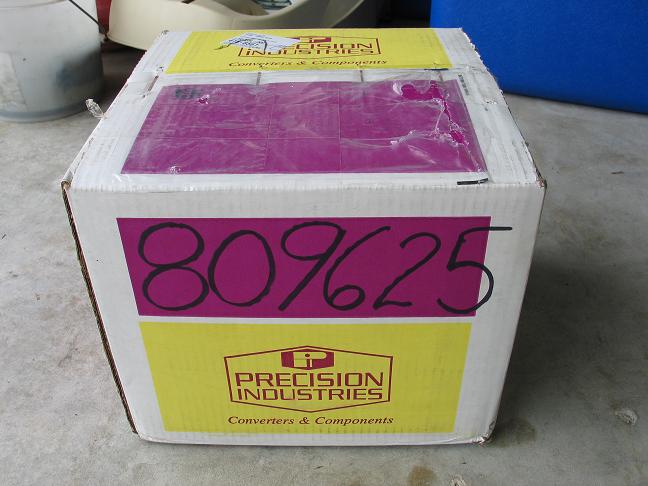 PRECISION
INDUSTRIES
Converters & Components
809625
PRECISION
INDUSTRIES
Converters & Components